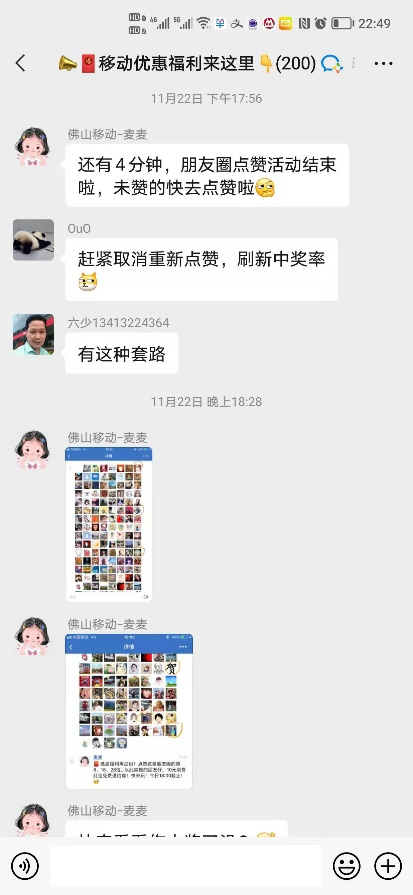 22:49
移动优惠福利来这里(200)
11月22日 下午17:56
佛山移动-麦麦
还有4分钟，朋友圈点赞活动结束
啦，未赞的快去点赞啦
OuO
赶紧取消重新点赞，刷新中奖率
六少13413224364
有这种套路
11月22日 晚上18:28
佛山移动-麦麦
佛山移动-麦麦
详情
賀
麦麦
佛山移动-麦麦